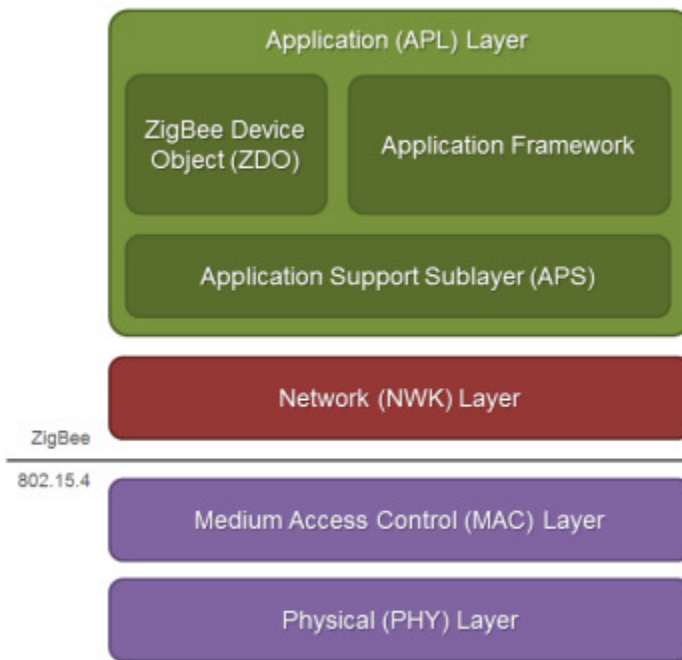 Application (APL) Layer
ZigBee Device
Object (ZDO)
Application Framework
Application Support Sublayer (APS)
Network (NWK) Layer
ZigBee
802.15.4
Medium Access Control (MAC) Layer
Physical (PHY) Layer